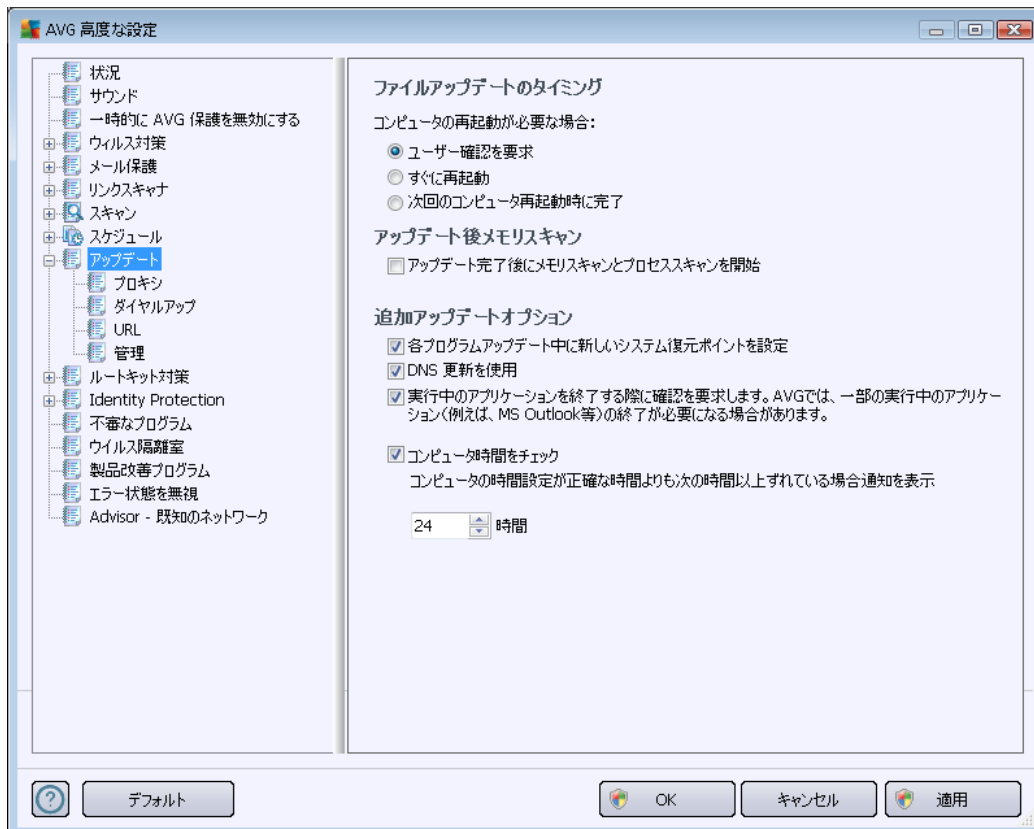 AVG 高度な設定
状況
サウンド
一時的に AVG 保護を無効にする
ウィルス対策
メール保護
リンクスキャナ
スキャン
スケジュール
アップデート
プロキシ
ダイヤルアップ
URL
管理
ルートキット対策
Identity Protection
不審なプログラム
ウイルス隔離室
製品改善プログラム
エラー状態を無視
Advisor - 既知のネットワーク
ファイルアップデートのタイミング
コンピュータの再起動が必要な場合:
ユーザー確認を要求
すぐに再起動
次回のコンピュータ再起動時に完了
アップデート後メモリスキャン
アップデート完了後にメモリスキャンとプロセススキャンを開始
追加アップデートオプション
各プログラムアップデート中に新しいシステム復元ポイントを設定
DNS 更新を使用
実行中のアプリケーションを終了する際に確認を要求します。AVGでは、一部の実行中のアプリケー
ション(例えば、MS Outlook等)の終了が必要になる場合があります。
コンピュータ時間をチェック
コンピュータの時間設定が正確な時間よりも次の時間以上ずれている場合通知を表示
24 時間
? デフォルト OK キャンセル 適用